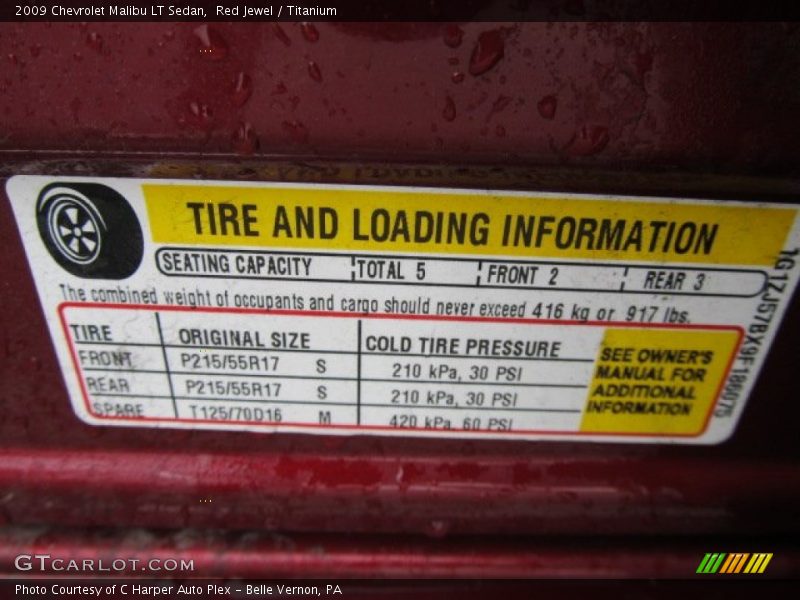 2009 Chevrolet Malibu LT Sedan, Red Jewel / Titanium
TIRE AND LOADING INFORMATION
SEATING CAPACITY TOTAL 5 FRONT 2 REAR 3
The combined weight of occupants and cargo should never exceed 416 kg or 917 lbs.
TIRE ORIGINAL SIZE COLD TIRE PRESSURE
FRONT P215/55R17 S 210 kPa, 30 PSI
REAR P215/55R17 S 210 kPa, 30 PSI
SPARE T125/70D16 M 420 kPa, 60 PSI
SEE OWNER'S
MANUAL FOR
ADDITIONAL
INFORMATION
GTCARLOT.COM
Photo Courtesy of C Harper Auto Plex - Belle Vernon, PA